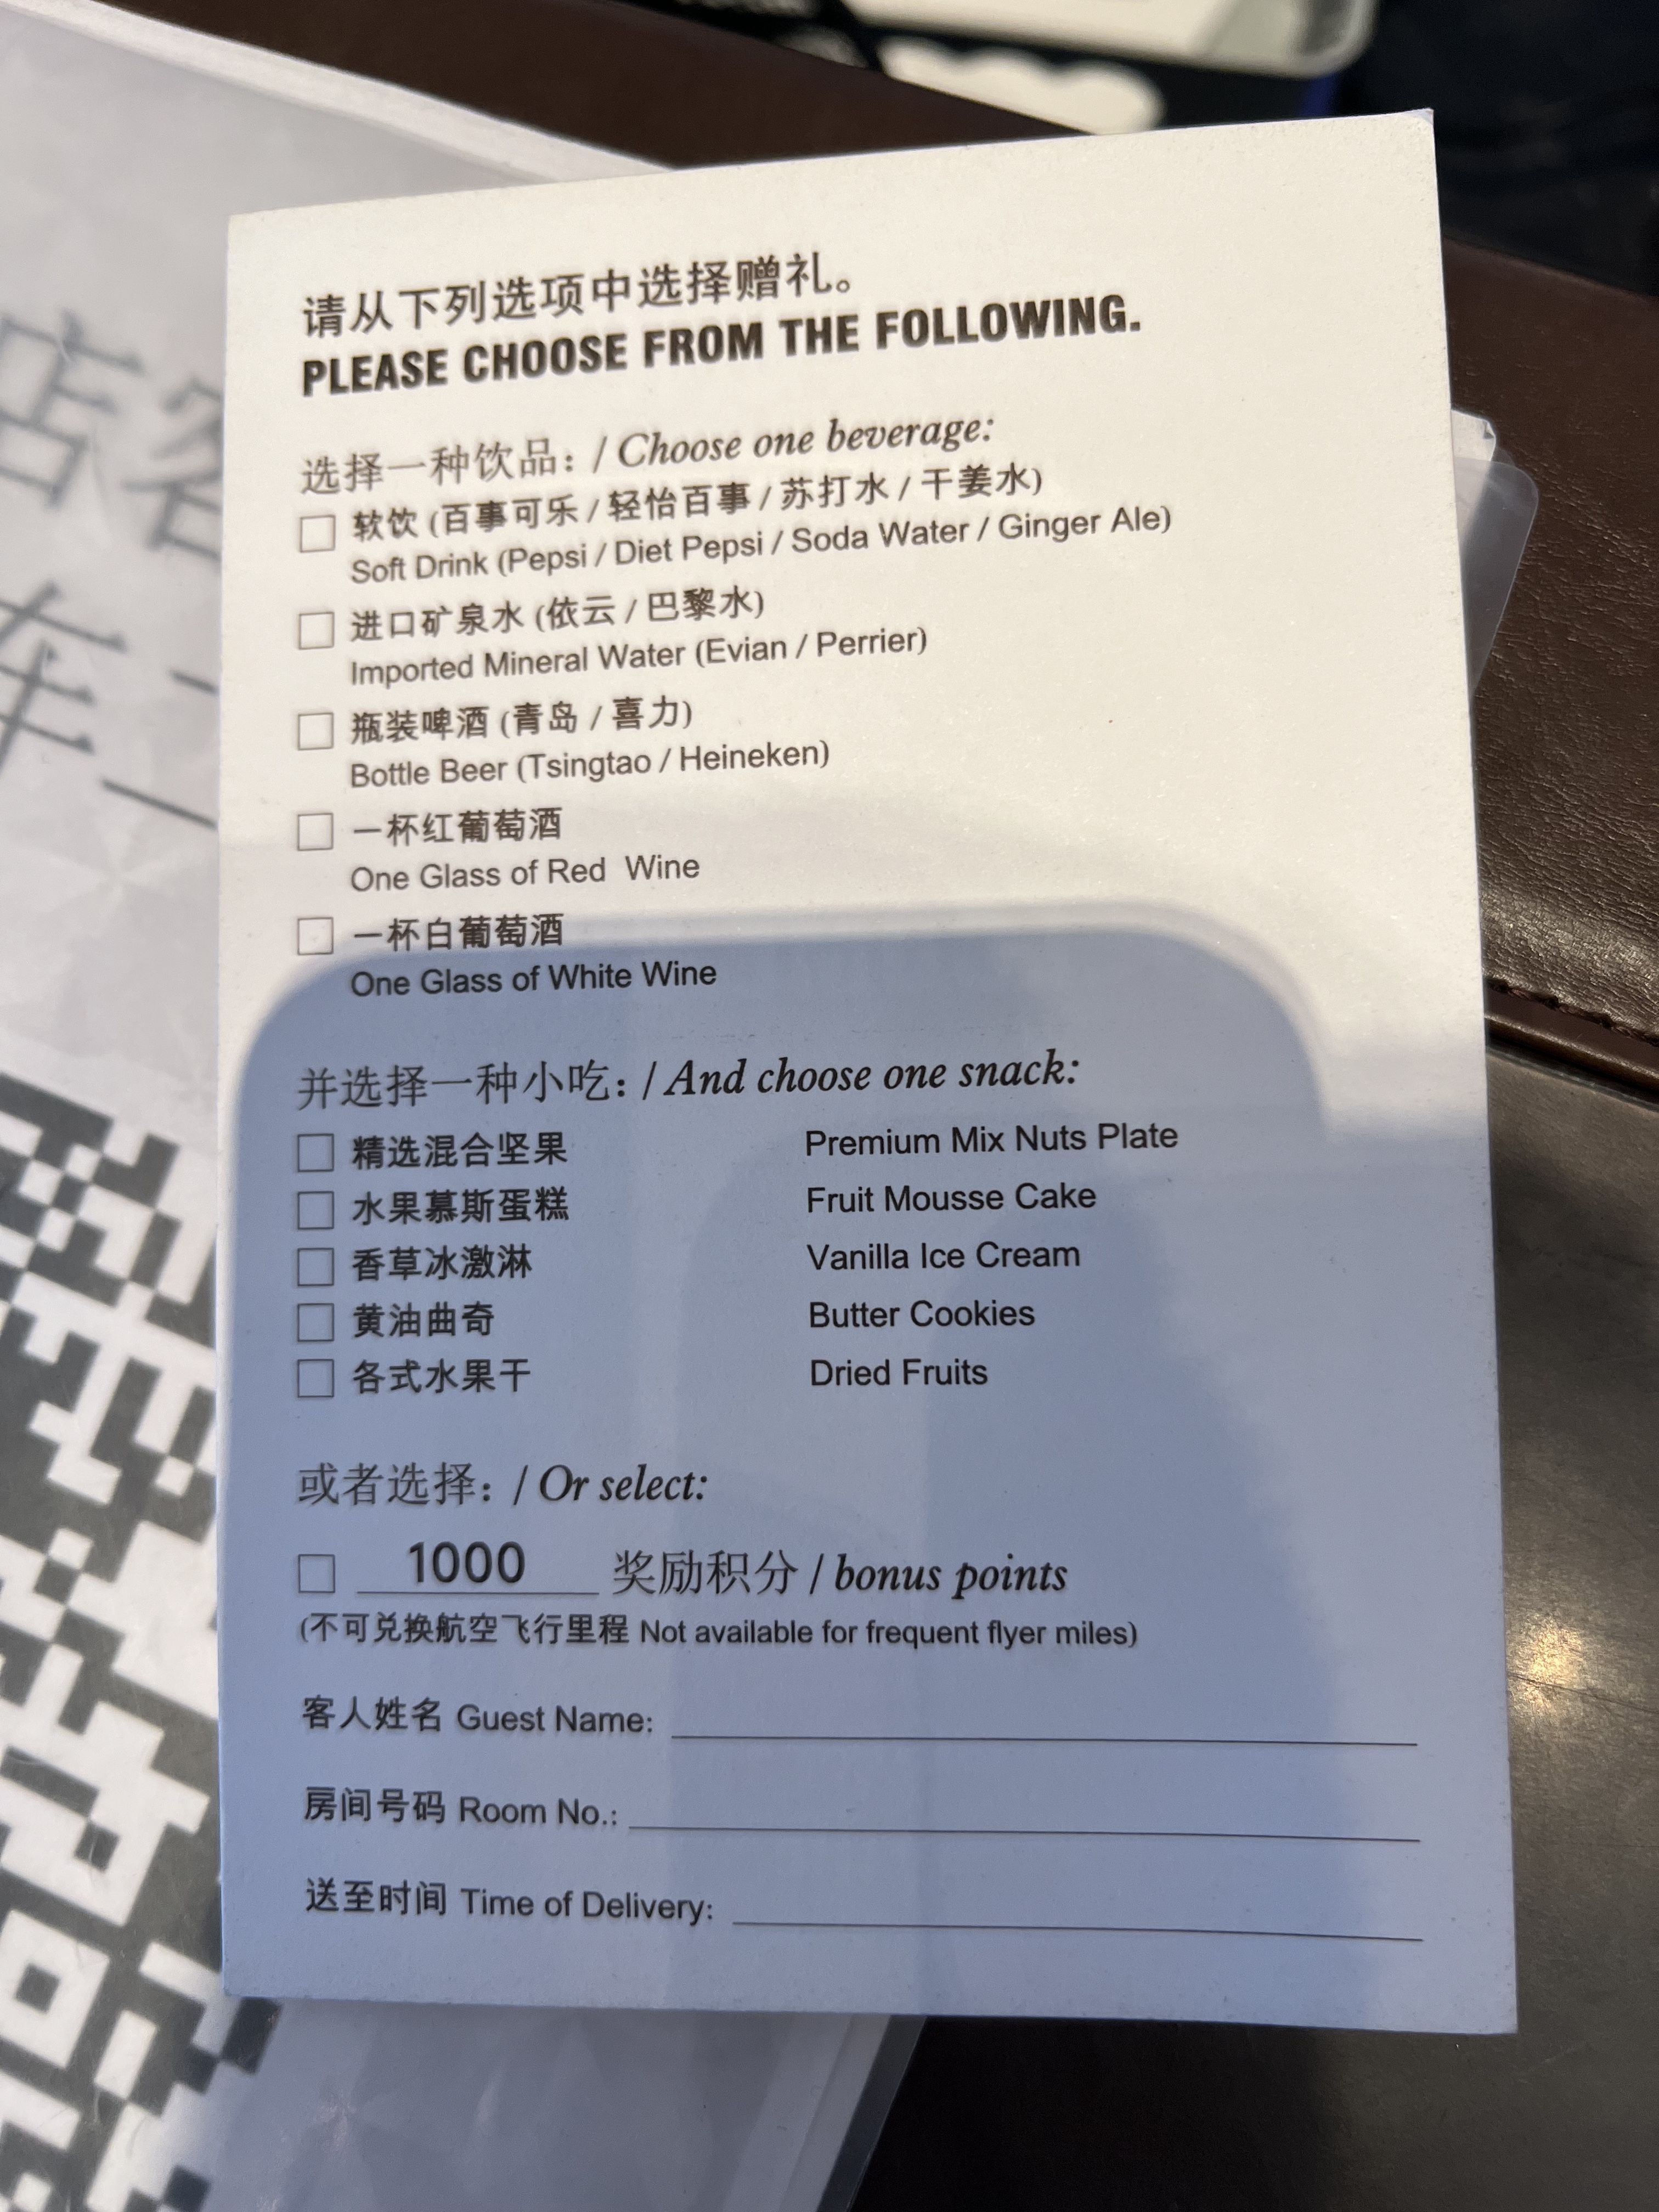 请从下列选项中选择赠礼。
PLEASE CHOOSE FROM THE FOLLOWING.
选择一种饮品：/ Choose one beverage:
☐ 软饮 (百事可乐 / 轻怡百事 / 苏打水 / 干姜水)
Soft Drink (Pepsi / Diet Pepsi / Soda Water / Ginger Ale)
☐ 进口矿泉水 (依云 / 巴黎水)
Imported Mineral Water (Evian / Perrier)
☐ 瓶装啤酒 (青岛 / 喜力)
Bottle Beer (Tsingtao / Heineken)
☐ 一杯红葡萄酒
One Glass of Red Wine
☐ 一杯白葡萄酒
One Glass of White Wine
并选择一种小吃：/ And choose one snack:
☐ 精选混合坚果 Premium Mix Nuts Plate
☐ 水果慕斯蛋糕 Fruit Mousse Cake
☐ 香草冰激淋 Vanilla Ice Cream
☐ 黄油曲奇 Butter Cookies
☐ 各式水果干 Dried Fruits
或者选择：/ Or select:
☐ 1000 奖励积分 / bonus points
(不可兑换航空飞行里程 Not available for frequent flyer miles)
客人姓名 Guest Name:
房间号码 Room No.:
送至时间 Time of Delivery:
店名
车